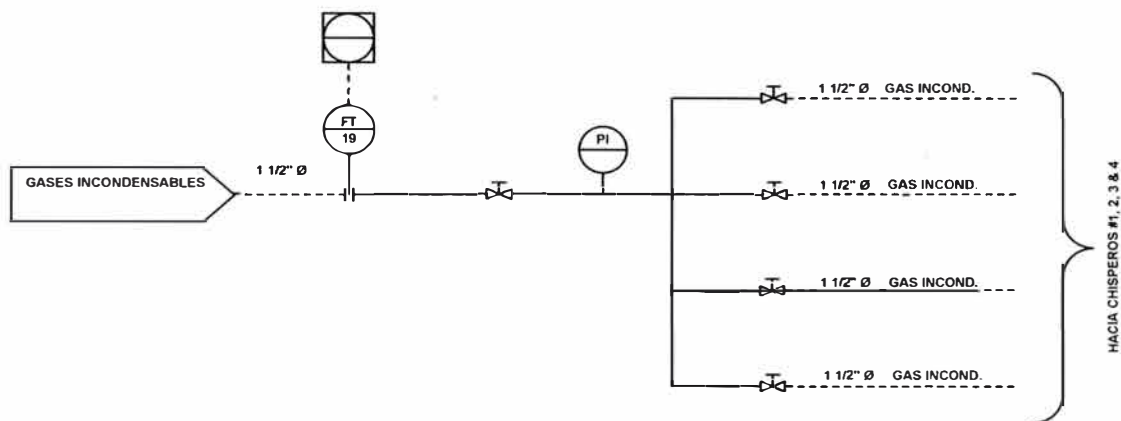 FT
19
PI
GASES INCONDENSABLES
1 1/2" Ø
1 1/2" Ø GAS INCOND.
1 1/2" Ø GAS INCOND.
1 1/2" Ø GAS INCOND.
1 1/2" Ø GAS INCOND.
HACIA CHISPEROS #1, 2, 3 & 4